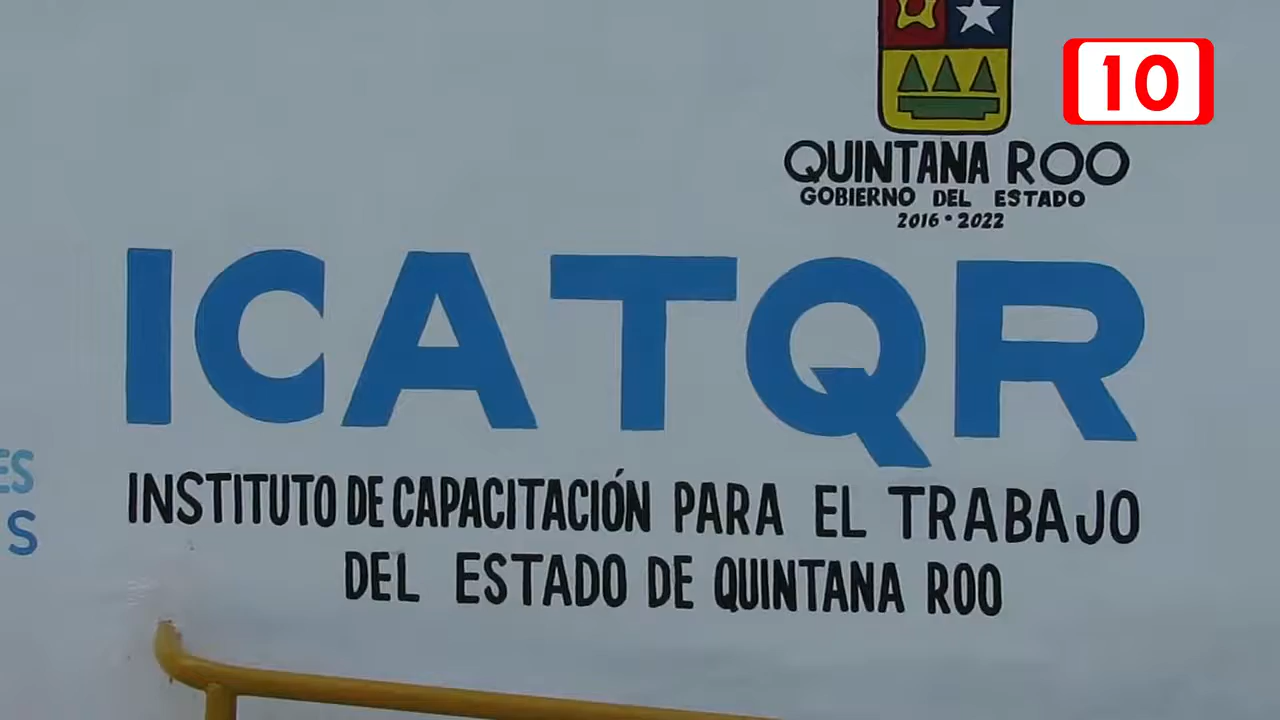 10
QUINTANA ROO
GOBIERNO DEL ESTADO
2016 • 2022
ICATQR
INSTITUTO DE CAPACITACIÓN PARA EL TRABAJO
DEL ESTADO DE QUINTANA ROO
ES
S